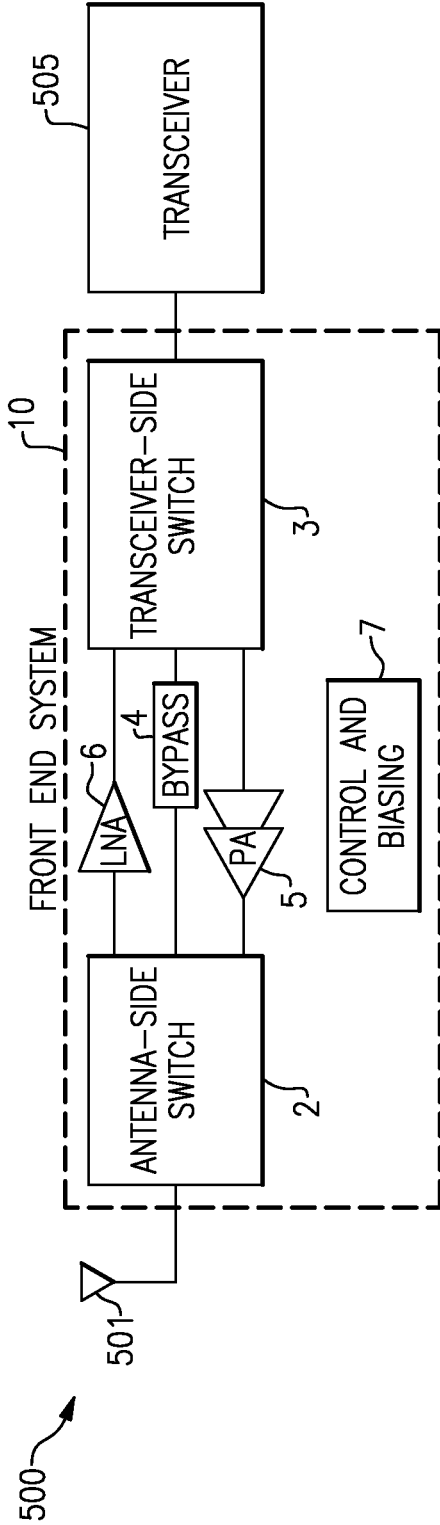 500
501
FRONT END SYSTEM
10
ANTENNA-SIDE
SWITCH
2
LNA
6
BYPASS
4
PA
5
TRANSCEIVER-SIDE
SWITCH
3
CONTROL AND
BIASING
7
TRANSCEIVER
505